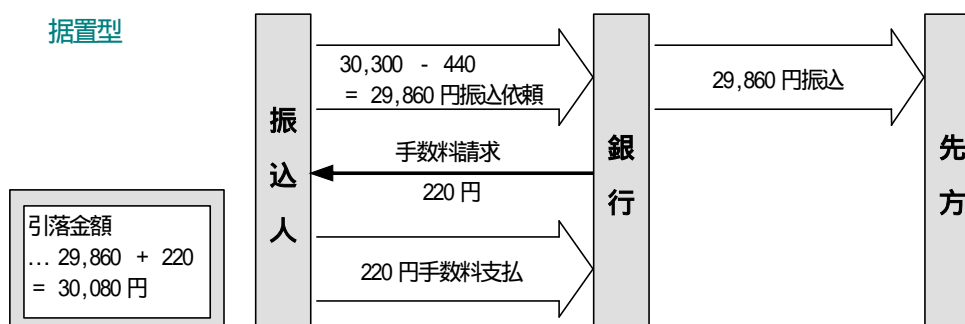 据置型
振込人
30,300 - 440
= 29,860 円振込依頼
手数料請求
220 円
220 円手数料支払
銀行
29,860 円振込
先方
引落金額
… 29,860 + 220
= 30,080 円